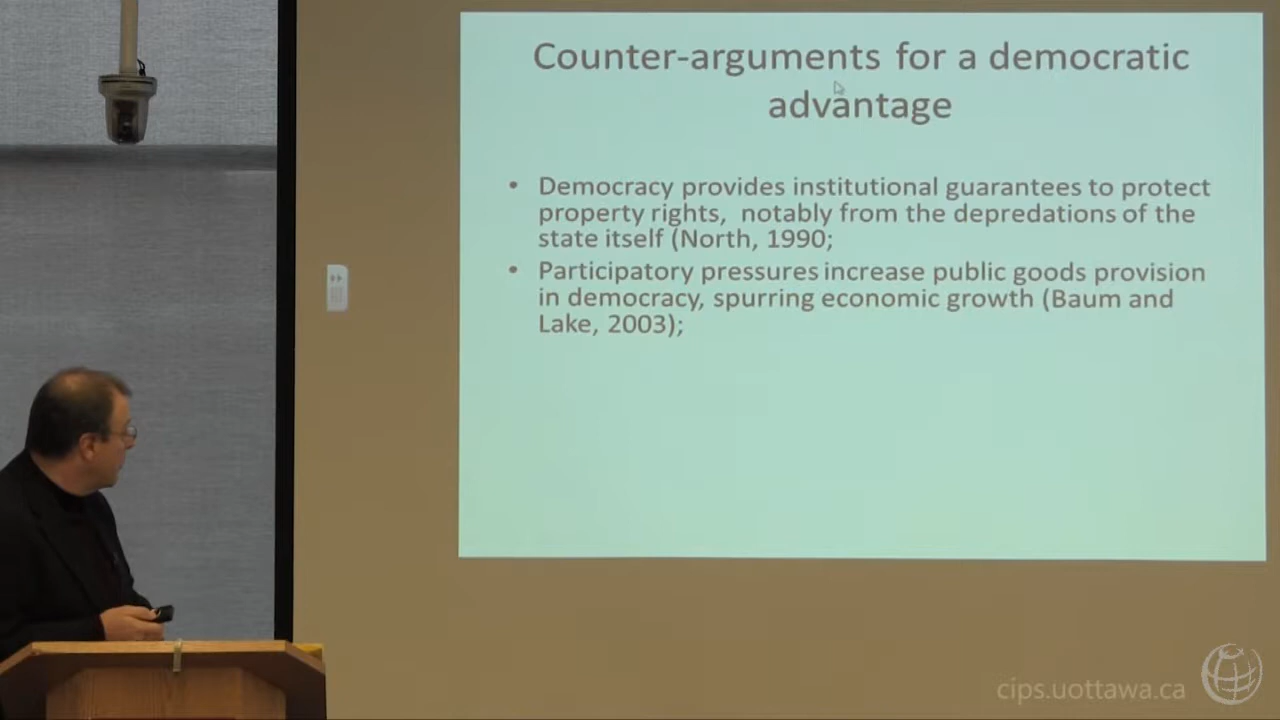 Counter-arguments for a democratic
advantage
• Democracy provides institutional guarantees to protect
property rights, notably from the depredations of the
state itself (North, 1990;
• Participatory pressures increase public goods provision
in democracy, spurring economic growth (Baum and
Lake, 2003);
cips.uottawa.ca